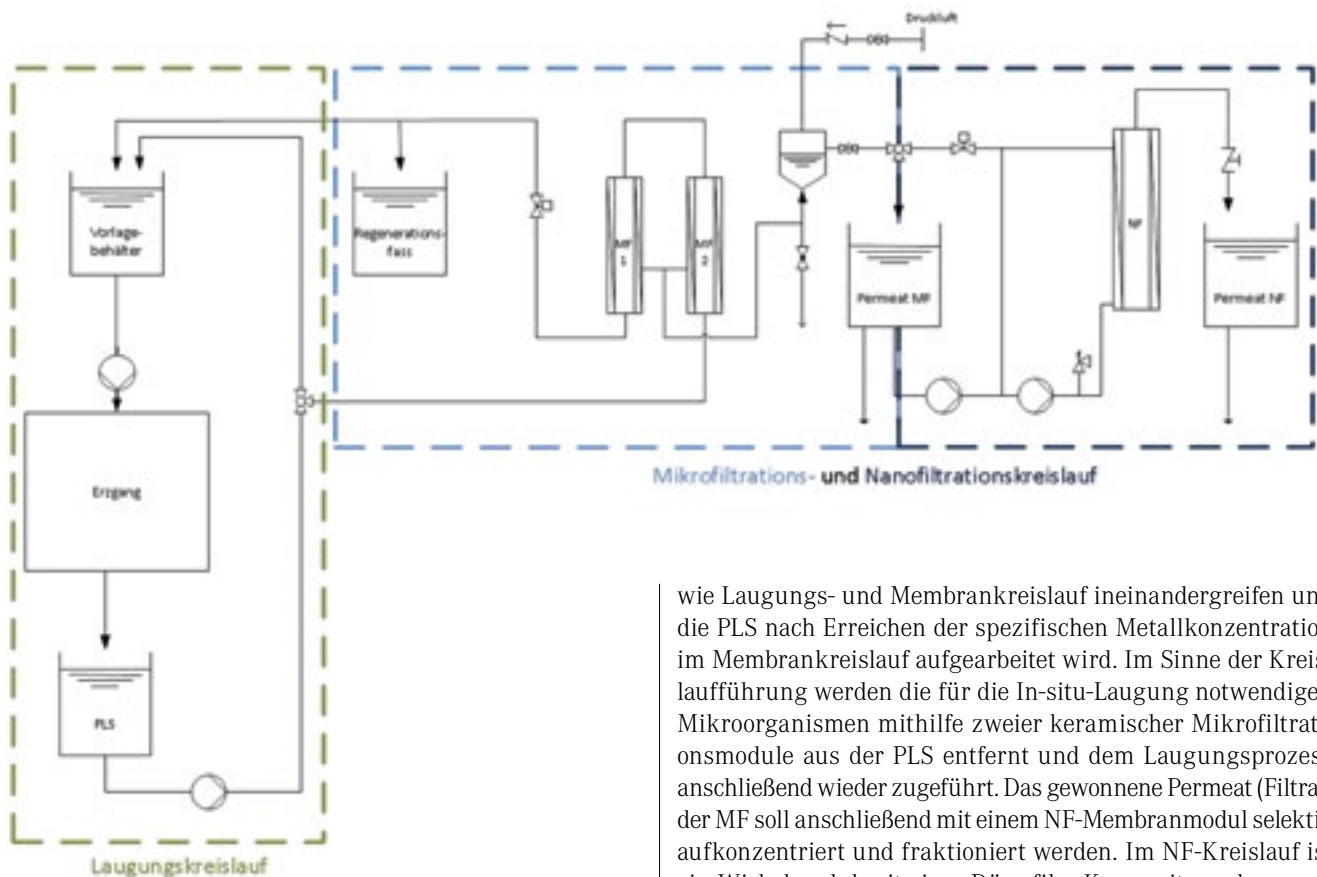 Druckluft
Vorlage-
behälter
Regenerations-
fass
MF
1
MF
2
Permeat MF
NF
Permeat NF
Erzgang
PLS
Mikrofiltrations- und Nanofiltrationskreislauf
Laugungskreislauf
wie Laugungs- und Membrankreislauf ineinandergreifen un
die PLS nach Erreichen der spezifischen Metallkonzentratio
im Membrankreislauf aufgearbeitet wird. Im Sinne der Kreis
laufführung werden die für die In-situ-Laugung notwendige
Mikroorganismen mithilfe zweier keramischer Mikrofiltrat
onsmodule aus der PLS entfernt und dem Laugungsprozes
anschließend wieder zugeführt. Das gewonnene Permeat (Filtra
der MF soll anschließend mit einem NF-Membranmodul selekti
aufkonzentriert und fraktioniert werden. Im NF-Kreislauf is